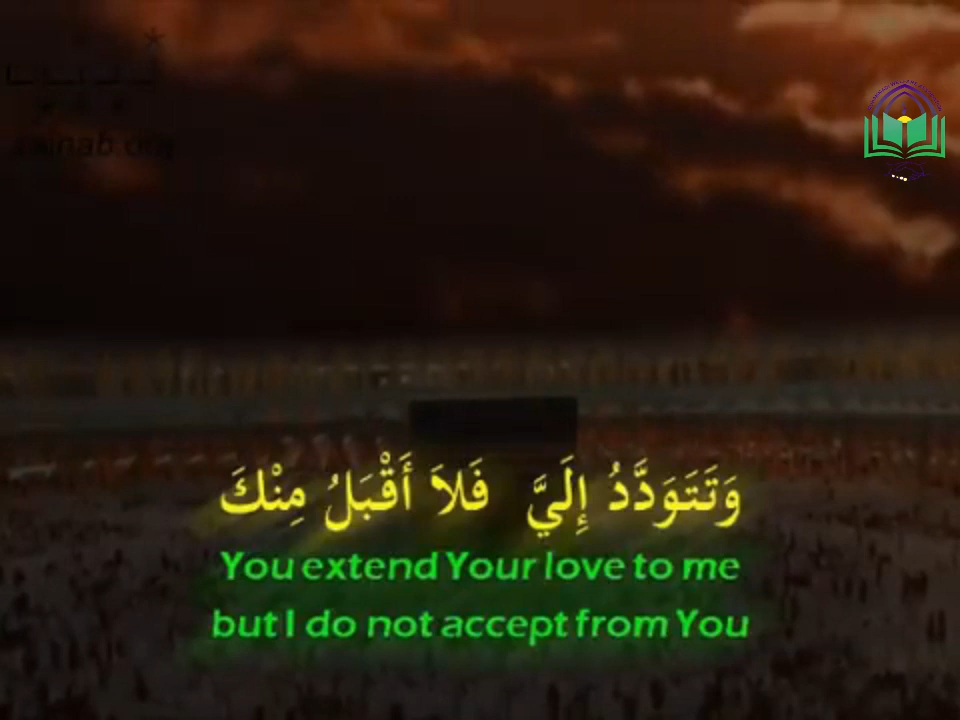 وَتَتَوَدَّدُ إِلَيَّ فَلاَ أَقْبَلُ مِنْكَ
You extend Your love to me
but I do not accept from You